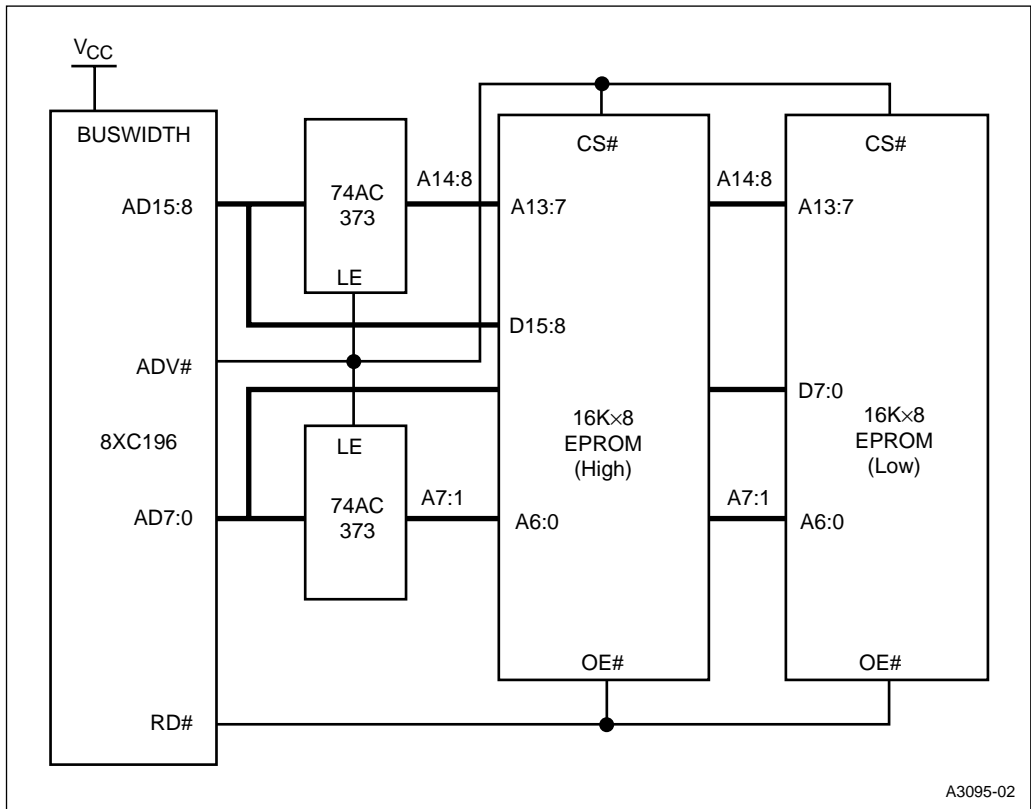 VCC
BUSWIDTH
AD15:8
ADV#
8XC196
AD7:0
RD#
74AC
373
LE
A14:8
LE
74AC
373
A7:1
CS#
A13:7
D15:8
16K×8
EPROM
(High)
A6:0
OE#
A14:8
A7:1
CS#
A13:7
D7:0
16K×8
EPROM
(Low)
A6:0
OE#
A3095-02